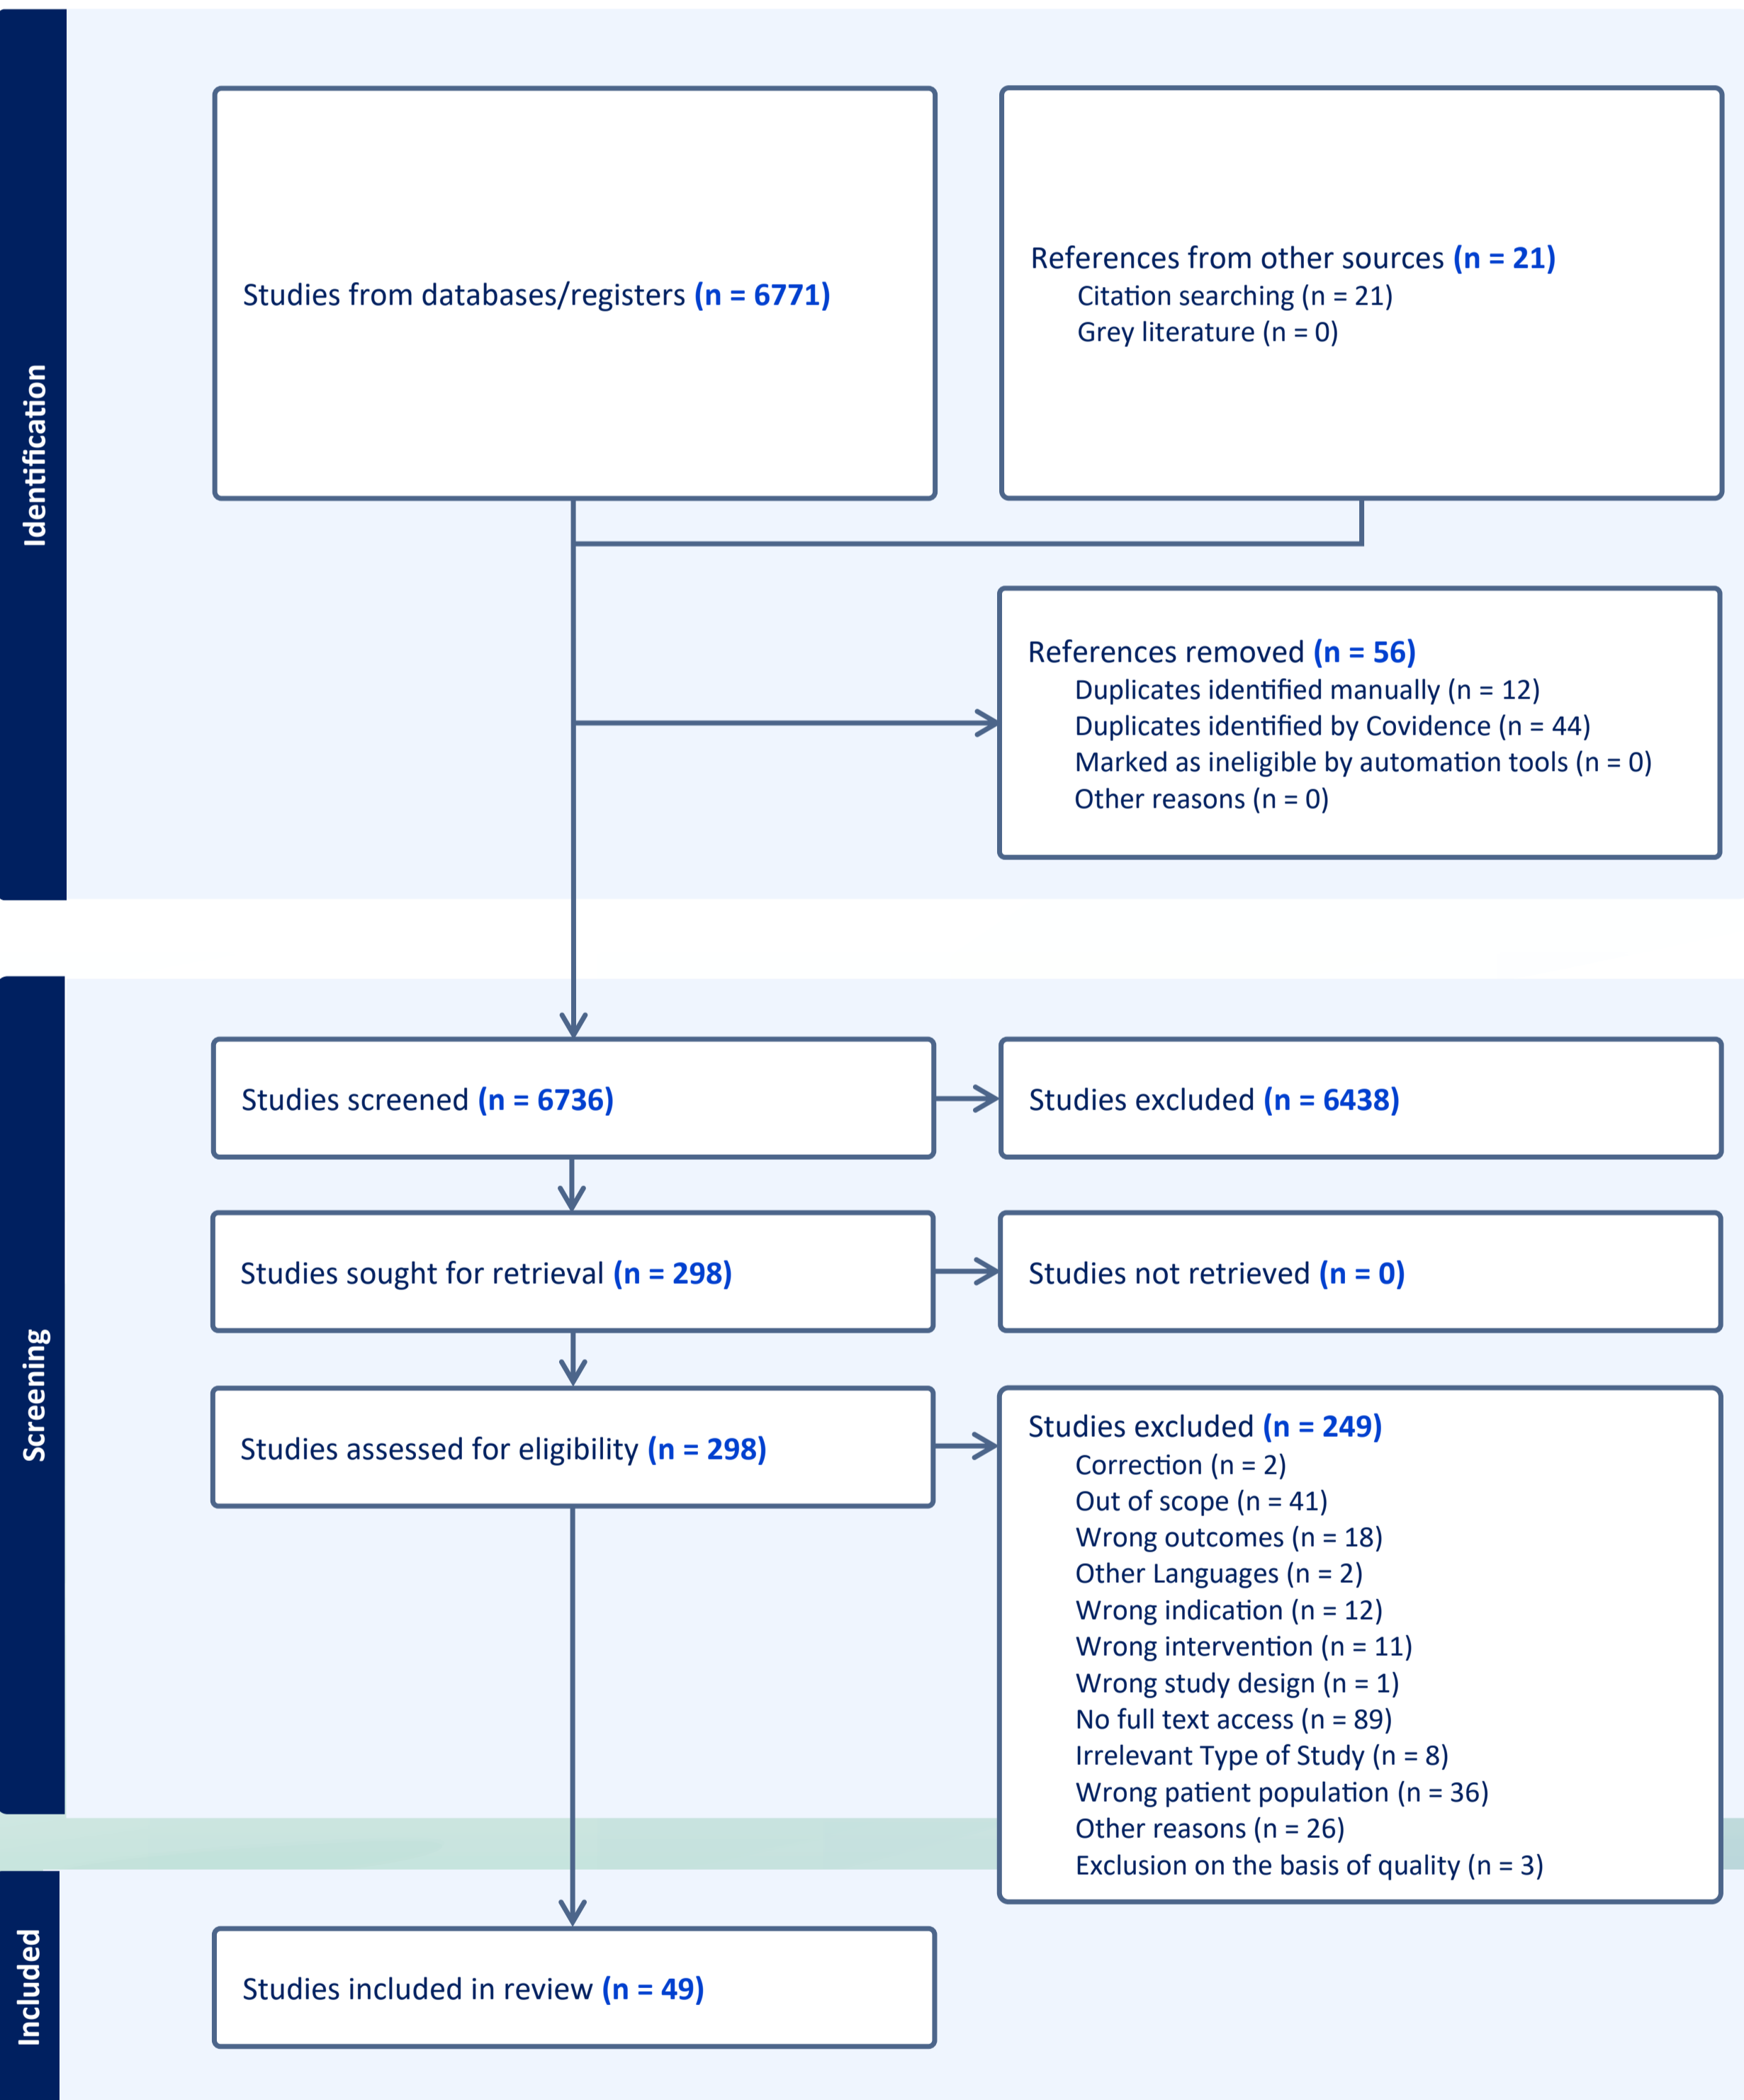 Identification
Studies from databases/registers (n = 6771)
References from other sources (n = 21)
Citation searching (n = 21)
Grey literature (n = 0)
References removed (n = 56)
Duplicates identified manually (n = 12)
Duplicates identified by Covidence (n = 44)
Marked as ineligible by automation tools (n = 0)
Other reasons (n = 0)
Screening
Studies screened (n = 6736)
Studies excluded (n = 6438)
Studies sought for retrieval (n = 298)
Studies not retrieved (n = 0)
Studies assessed for eligibility (n = 298)
Studies excluded (n = 249)
Correction (n = 2)
Out of scope (n = 41)
Wrong outcomes (n = 18)
Other Languages (n = 2)
Wrong indication (n = 12)
Wrong intervention (n = 11)
Wrong study design (n = 1)
No full text access (n = 89)
Irrelevant Type of Study (n = 8)
Wrong patient population (n = 36)
Other reasons (n = 26)
Exclusion on the basis of quality (n = 3)
Included
Studies included in review (n = 49)